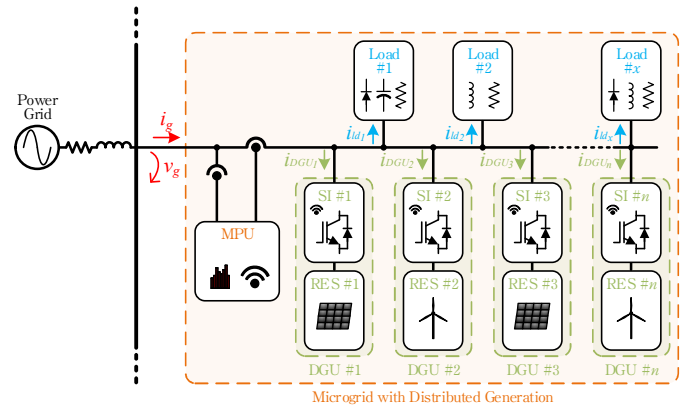 Power
Grid
i_g
v_g
Load
#1
Load
#2
Load
#x
i_ld1
i_ld2
i_ldx
i_DGU1
i_DGU2
i_DGU3
i_DGUn
MPU
SI #1
SI #2
SI #3
SI #n
RES #1
RES #2
RES #3
RES #n
DGU #1
DGU #2
DGU #3
DGU #n
Microgrid with Distributed Generation